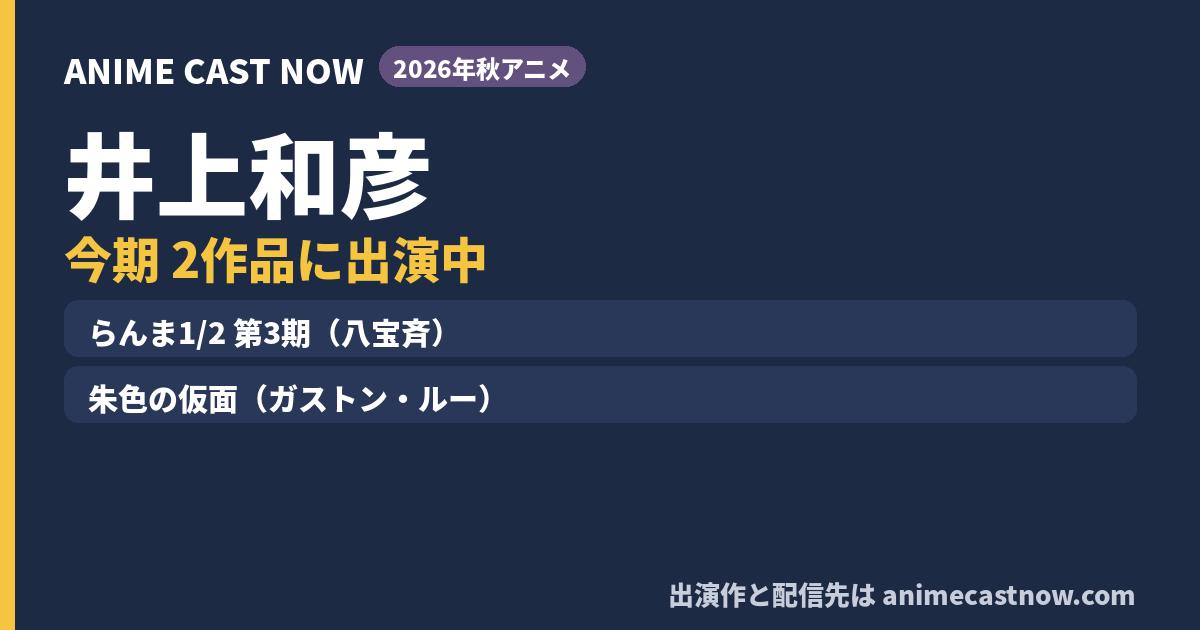 ANIME CAST NOW 2026年秋アニメ
井上和彦
今期 2作品に出演中
らんま1/2 第3期（八宝斉）
朱色の仮面（ガストン・ルー）
出演作と配信先は animecastnow.com